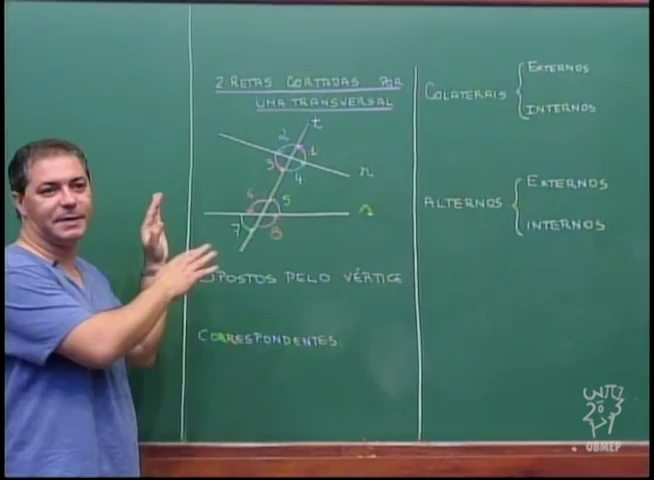 2 RETAS CORTADAS POR
UMA TRANSVERSAL
t
2
1
3
4
r
6
5
s
7
8
OPOSTOS PELO VÉRTICE
CORRESPONDENTES
COLATERAIS
EXTERNOS
INTERNOS
ALTERNOS
EXTERNOS
INTERNOS
OBMEP